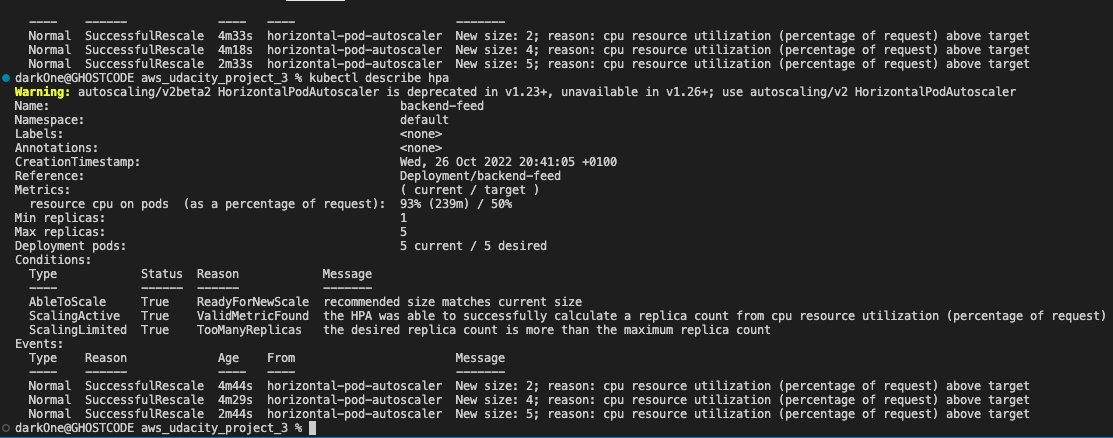 ----    ------             ----   ----                       -------
Normal  SuccessfulRescale  4m33s  horizontal-pod-autoscaler  New size: 2; reason: cpu resource utilization (percentage of request) above target
Normal  SuccessfulRescale  4m18s  horizontal-pod-autoscaler  New size: 4; reason: cpu resource utilization (percentage of request) above target
Normal  SuccessfulRescale  2m33s  horizontal-pod-autoscaler  New size: 5; reason: cpu resource utilization (percentage of request) above target
darkOne@GHOSTCODE aws_udacity_project_3 % kubectl describe hpa
Warning: autoscaling/v2beta2 HorizontalPodAutoscaler is deprecated in v1.23+, unavailable in v1.26+; use autoscaling/v2 HorizontalPodAutoscaler
Name:                                                  backend-feed
Namespace:                                             default
Labels:                                                <none>
Annotations:                                           <none>
CreationTimestamp:                                     Wed, 26 Oct 2022 20:41:05 +0100
Reference:                                             Deployment/backend-feed
Metrics:                                               ( current / target )
  resource cpu on pods  (as a percentage of request):  93% (239m) / 50%
Min replicas:                                          1
Max replicas:                                          5
Deployment pods:                                       5 current / 5 desired
Conditions:
  Type            Status  Reason            Message
  ----            ------  ------            -------
  AbleToScale     True    ReadyForNewScale  recommended size matches current size
  ScalingActive   True    ValidMetricFound  the HPA was able to successfully calculate a replica count from cpu resource utilization (percentage of request)
  ScalingLimited  True    TooManyReplicas   the desired replica count is more than the maximum replica count
Events:
  Type    Reason             Age    From                       Message
  ----    ------             ----   ----                       -------
  Normal  SuccessfulRescale  4m44s  horizontal-pod-autoscaler  New size: 2; reason: cpu resource utilization (percentage of request) above target
  Normal  SuccessfulRescale  4m29s  horizontal-pod-autoscaler  New size: 4; reason: cpu resource utilization (percentage of request) above target
  Normal  SuccessfulRescale  2m44s  horizontal-pod-autoscaler  New size: 5; reason: cpu resource utilization (percentage of request) above target
darkOne@GHOSTCODE aws_udacity_project_3 %